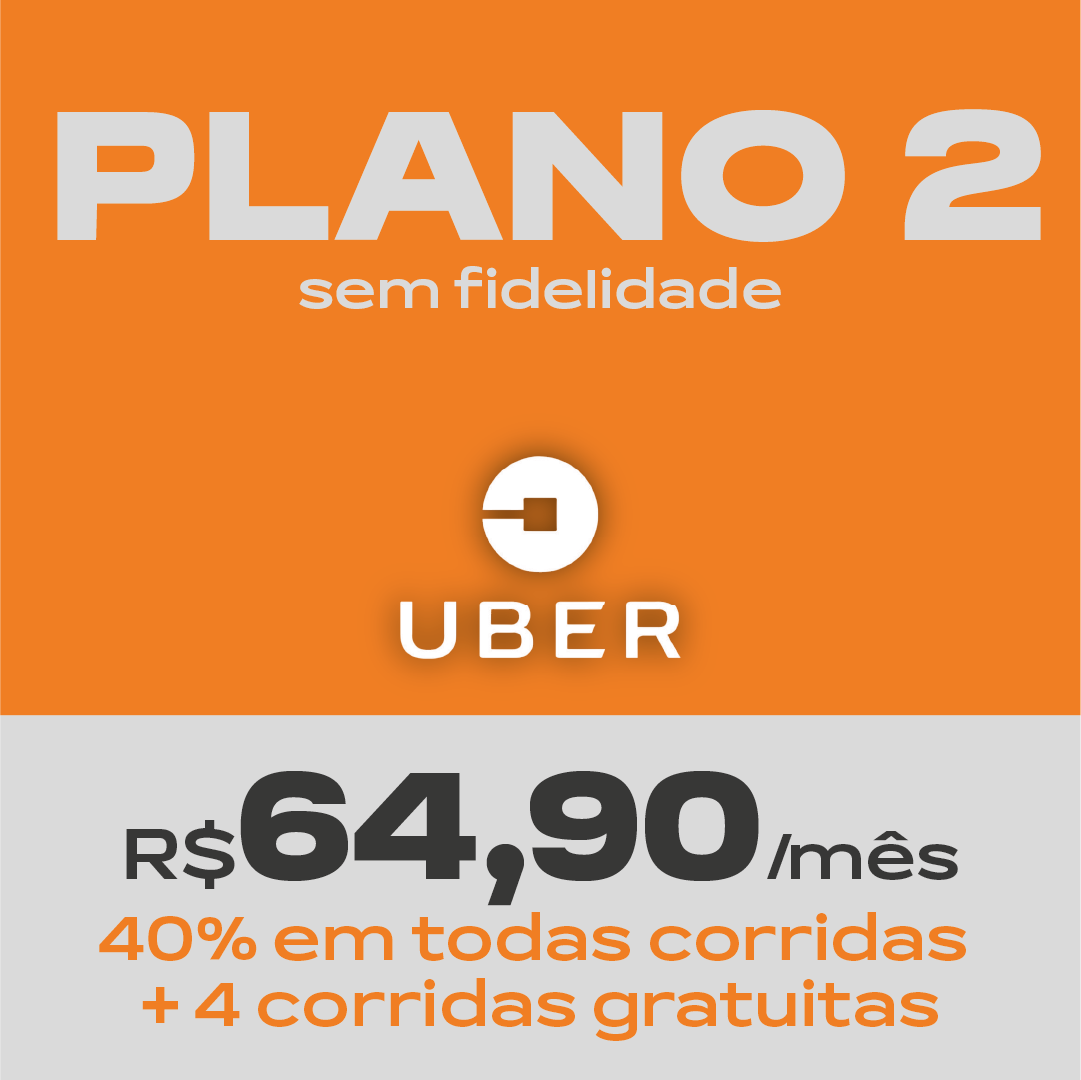 PLANO 2
sem fidelidade
UBER
R$64,90/mês
40% em todas corridas
+ 4 corridas gratuitas